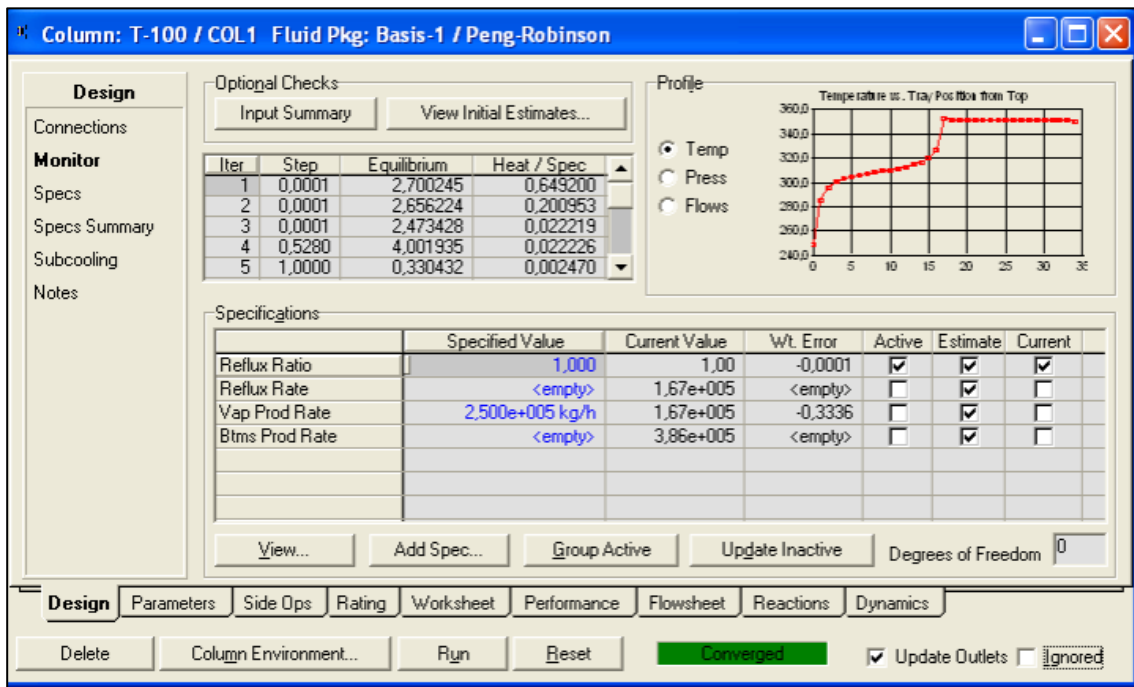 Column: T-100 / COL1 Fluid Pkg: Basis-1 / Peng-Robinson
Design
Connections
Monitor
Specs
Specs Summary
Subcooling
Notes
Optional Checks
Input Summary View Initial Estimates...
Iter Step Equilibrium Heat / Spec
1 0,0001 2,700245 0,649200
2 0,0001 2,656224 0,200953
3 0,0001 2,473428 0,022219
4 0,5280 4,001935 0,022226
5 1,0000 0,330432 0,002470
Profile
Temp
Press
Flows
Temperature vs. Tray Position from Top
360,0
340,0
320,0
300,0
280,0
260,0
240,0
0 5 10 15 20 25 30 35
Specifications
Specified Value Current Value Wt. Error Active Estimate Current
Reflux Ratio 1,000 1,00 -0,0001
Reflux Rate <empty> 1,67e+005 <empty>
Vap Prod Rate 2,500e+005 kg/h 1,67e+005 -0,3336
Btms Prod Rate <empty> 3,86e+005 <empty>
View... Add Spec... Group Active Update Inactive Degrees of Freedom 0
Design Parameters Side Ops Rating Worksheet Performance Flowsheet Reactions Dynamics
Delete Column Environment... Run Reset Converged Update Outlets Ignored